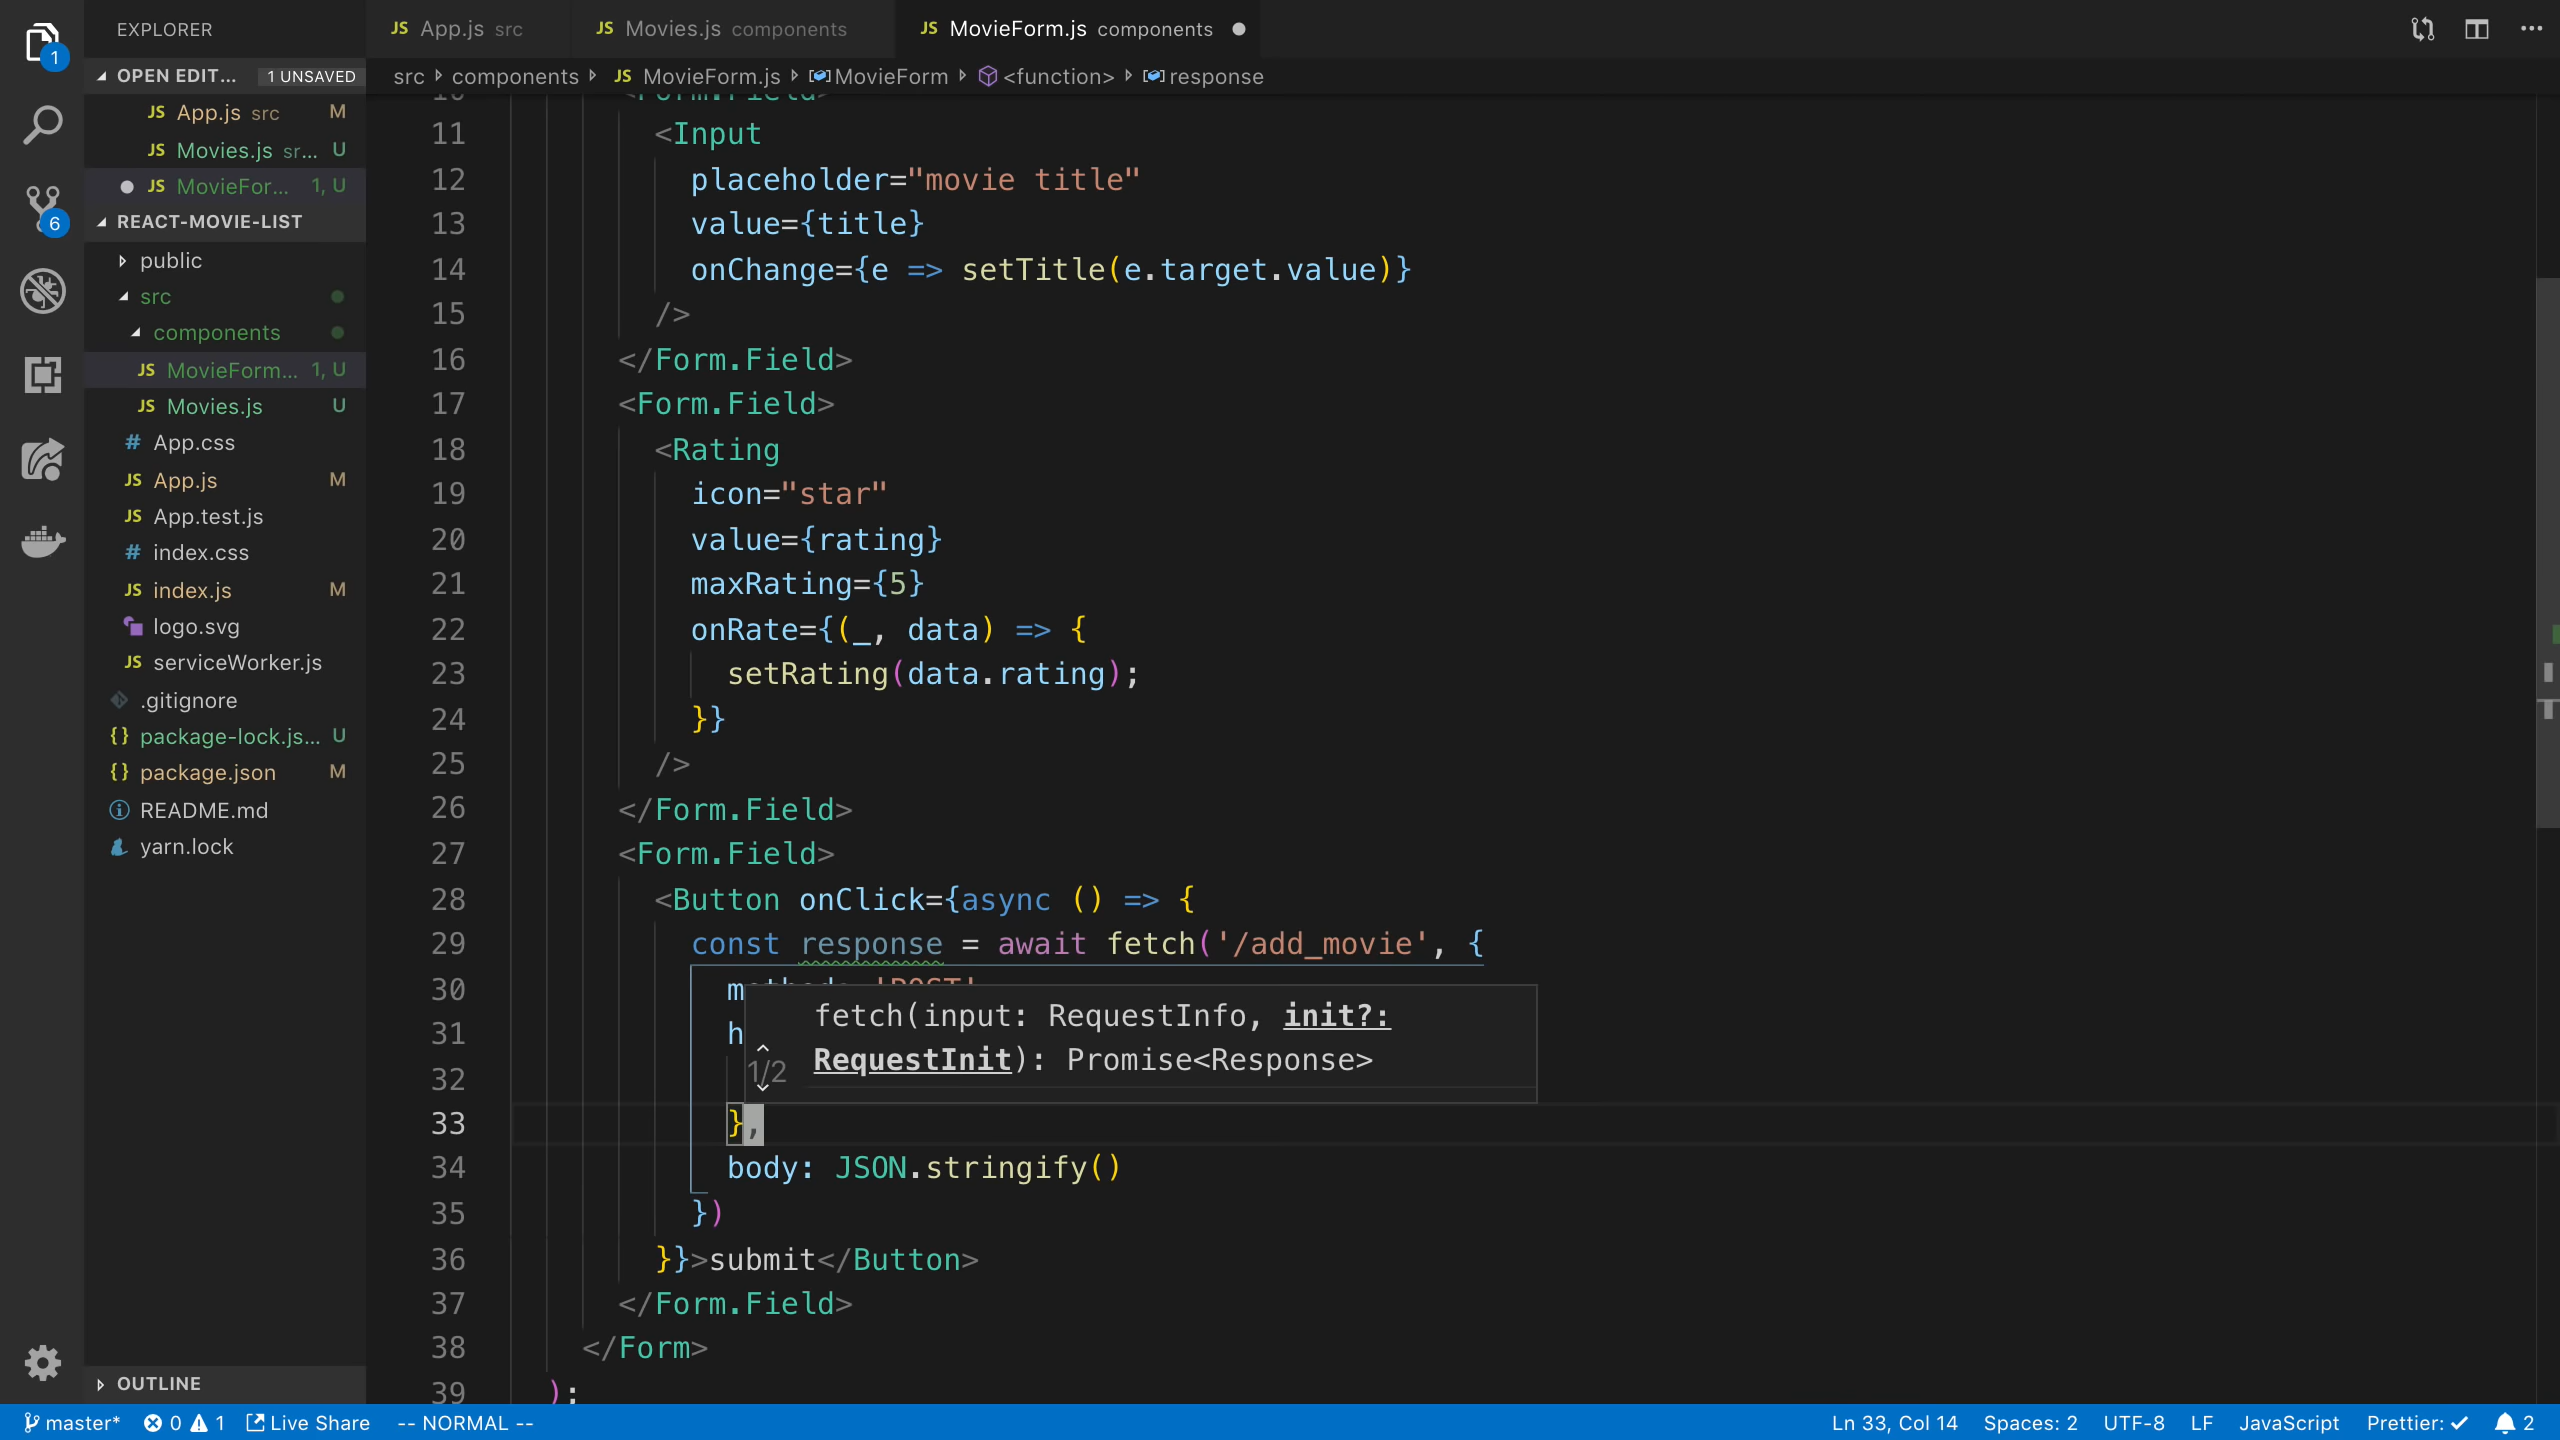 EXPLORER
JS App.js src
JS Movies.js components
JS MovieForm.js components
1
OPEN EDIT... 1 UNSAVED
JS App.js src M
JS Movies.js sr... U
JS MovieFor... 1, U
6
REACT-MOVIE-LIST
public
src
components
JS MovieForm... 1, U
JS Movies.js U
# App.css
JS App.js M
JS App.test.js
# index.css
JS index.js M
logo.svg
JS serviceWorker.js
.gitignore
{} package-lock.js... U
{} package.json M
README.md
yarn.lock
OUTLINE
src components JS MovieForm.js MovieForm <function> response
10 <Form.Field>
11 <Input
12 placeholder="movie title"
13 value={title}
14 onChange={e => setTitle(e.target.value)}
15 />
16 </Form.Field>
17 <Form.Field>
18 <Rating
19 icon="star"
20 value={rating}
21 maxRating={5}
22 onRate={(_, data) => {
23 setRating(data.rating);
24 }}
25 />
26 </Form.Field>
27 <Form.Field>
28 <Button onClick={async () => {
29 const response = await fetch('/add_movie', {
30 method: 'POST'
31 h
fetch(input: RequestInfo, init?:
1/2 RequestInit): Promise<Response>
32
33 },
34 body: JSON.stringify()
35 })
36 }}>submit</Button>
37 </Form.Field>
38 </Form>
39 );
master* 0 1 Live Share -- NORMAL -- Ln 33, Col 14 Spaces: 2 UTF-8 LF JavaScript Prettier: ✓ 2